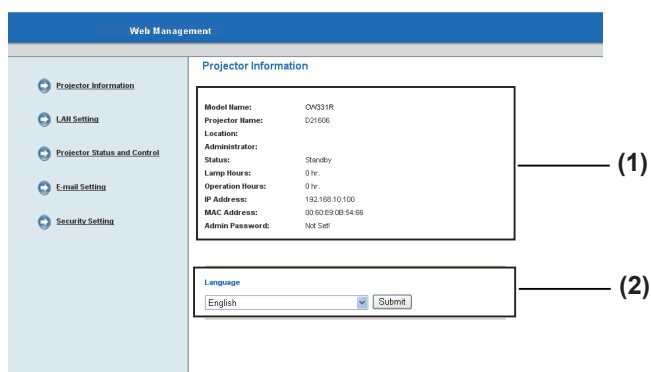 Web Management
Projector Information
Projector Information
LAN Setting
Projector Status and Control
E-mail Setting
Security Setting
Model Name: CW331R
Projector Name: D21606
Location:
Administrator:
Status: Standby
Lamp Hours: 0 hr.
Operation Hours: 0 hr.
IP Address: 192.168.10.100
MAC Address: 00:60:E9:0B:54:66
Admin Password: Not Set!
(1)
Language
English Submit
(2)